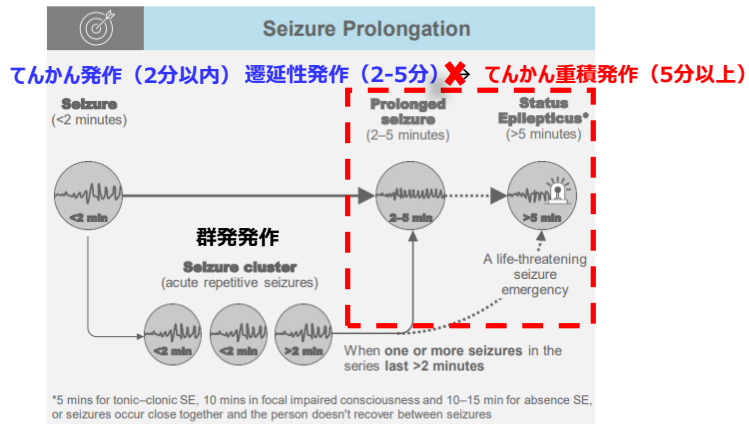 Seizure Prolongation
てんかん発作（2分以内） 遷延性発作（2-5分） → てんかん重積発作（5分以上）
Seizure
(<2 minutes)
Prolonged
seizure
(2–5 minutes)
Status
Epilepticus*
(>5 minutes)
<2 min
2–5 min
>5 min
群発発作
Seizure cluster
(acute repetitive seizures)
A life-threatening
seizure
emergency
<2 min
<2 min
>2 min
When one or more seizures in the
series last >2 minutes
*5 mins for tonic–clonic SE, 10 mins in focal impaired consciousness and 10–15 min for absence SE,
or seizures occur close together and the person doesn't recover between seizures